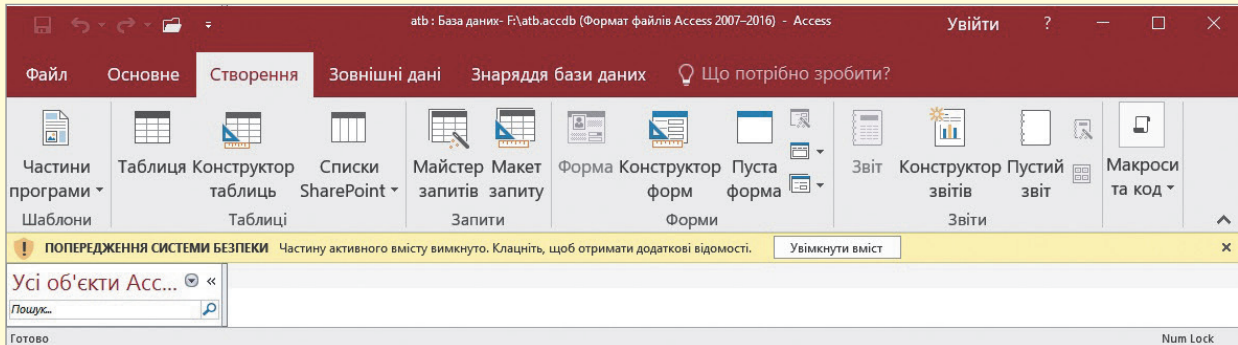 atb : База даних- F:\atb.accdb (Формат файлів Access 2007–2016) - Access Увійти ?
Файл Основне Створення Зовнішні дані Знаряддя бази даних Що потрібно зробити?
Частини Таблиця Конструктор Списки Майстер Макет Форма Конструктор Пуста Звіт Конструктор Пустий Макроси
програми таблиць SharePoint запитів запиту форм форма звітів звіт та код
Шаблони Таблиці Запити Форми Звіти
ПОПЕРЕДЖЕННЯ СИСТЕМИ БЕЗПЕКИ Частину активного вмісту вимкнуто. Клацніть, щоб отримати додаткові відомості. Увімкнути вміст
Усі об'єкти Acc...
Пошук...
Готово Num Lock